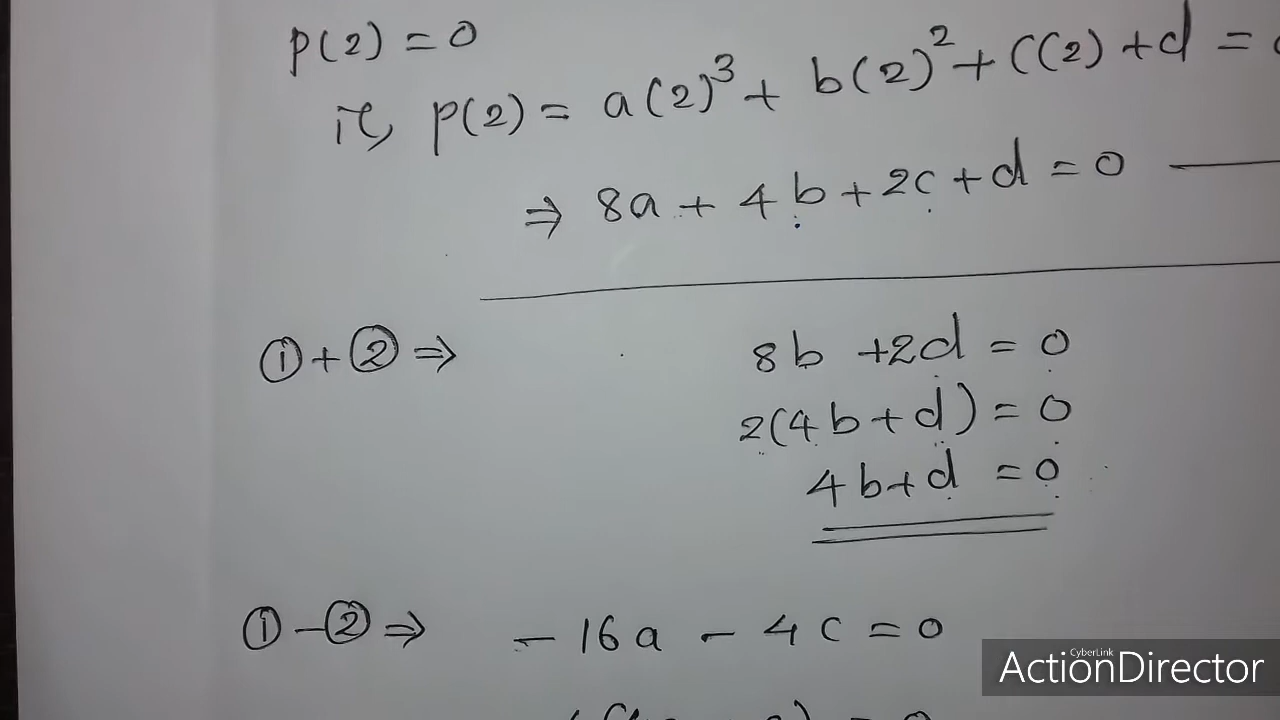 p(2) = 0
ie, p(2) = a(2)³ + b(2)² + c(2) + d =
⇒ 8a + 4b + 2c + d = 0 —
① + ② ⇒ 8b + 2d = 0
2(4b + d) = 0
4b + d = 0
① - ② ⇒ - 16a - 4c = 0
CyberLink
ActionDirector